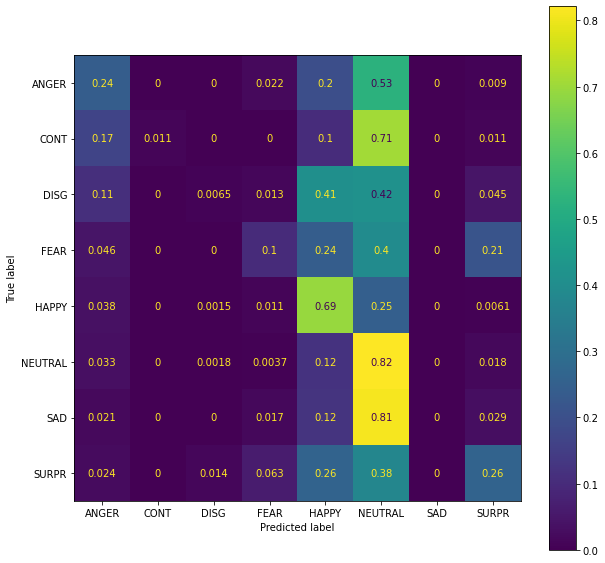 0.8
ANGER 0.24 0 0 0.022 0.2 0.53 0 0.009
0.7
CONT 0.17 0.011 0 0 0.1 0.71 0 0.011
0.6
DISG 0.11 0 0.0065 0.013 0.41 0.42 0 0.045
0.5
True label
FEAR 0.046 0 0 0.1 0.24 0.4 0 0.21
0.4
HAPPY 0.038 0 0.0015 0.011 0.69 0.25 0 0.0061
0.3
NEUTRAL 0.033 0 0.0018 0.0037 0.12 0.82 0 0.018
0.2
SAD 0.021 0 0 0.017 0.12 0.81 0 0.029
0.1
SURPR 0.024 0 0.014 0.063 0.26 0.38 0 0.26
ANGER CONT DISG FEAR HAPPY NEUTRAL SAD SURPR
Predicted label
0.0